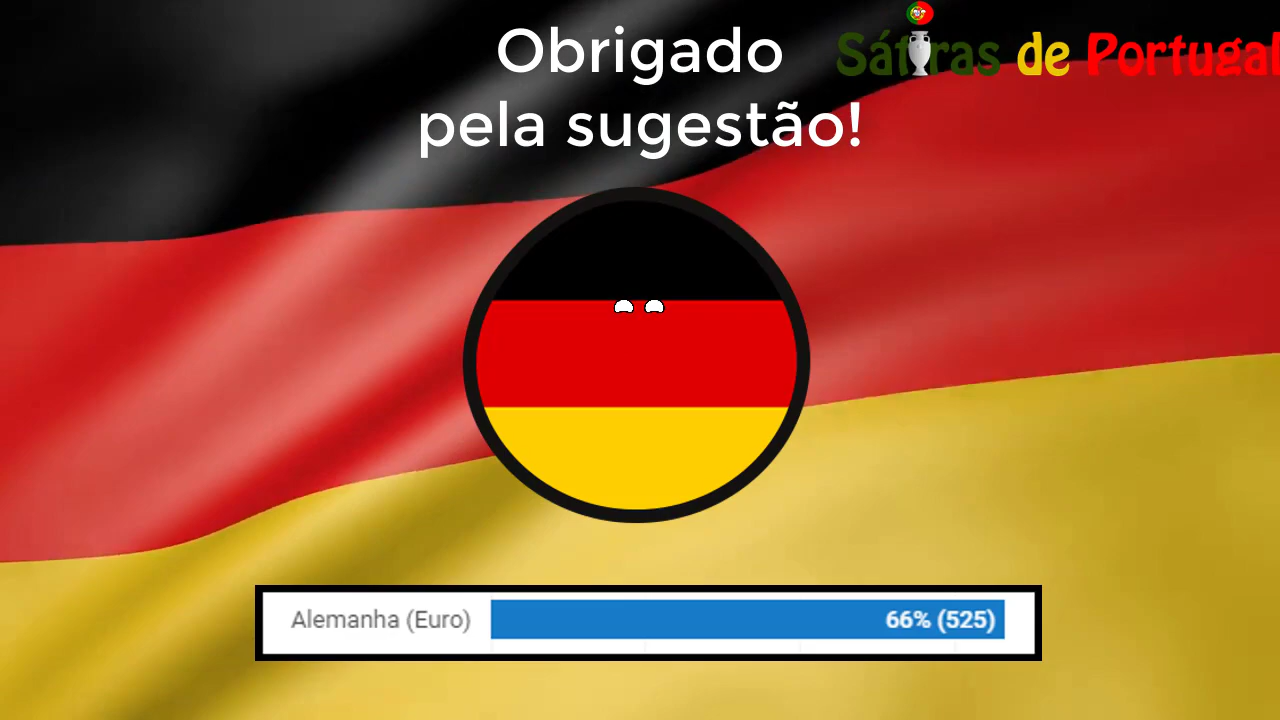 Obrigado
pela sugestão!
Sátiras de Portugal
Alemanha (Euro) 66% (525)